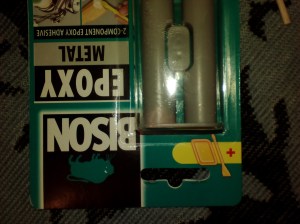 BISON
EPOXY
METAL
2-COMPONENT EPOXY ADHESIVE